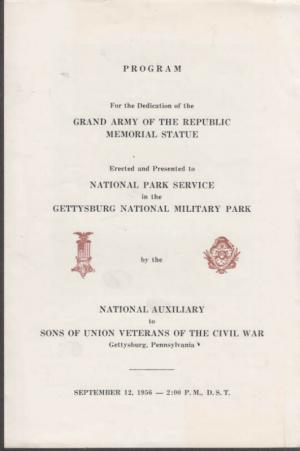 PROGRAM
For the Dedication of the
GRAND ARMY OF THE REPUBLIC
MEMORIAL STATUE
Erected and Presented to
NATIONAL PARK SERVICE
in the
GETTYSBURG NATIONAL MILITARY PARK
by the
NATIONAL AUXILIARY
to
SONS OF UNION VETERANS OF THE CIVIL WAR
Gettysburg, Pennsylvania
SEPTEMBER 12, 1956 — 2:00 P. M., D. S. T.